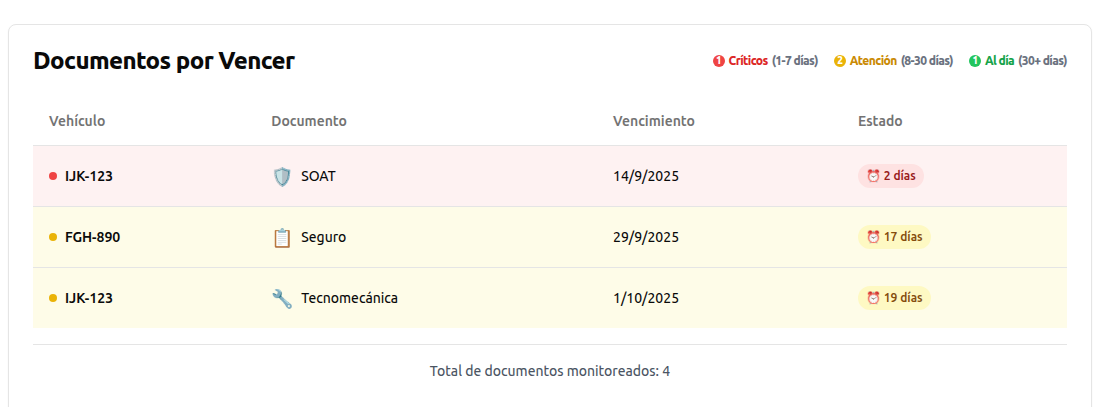 Documentos por Vencer
1 Críticos (1-7 días) 2 Atención (8-30 días) 1 Al día (30+ días)
Vehículo Documento Vencimiento Estado
IJK-123 SOAT 14/9/2025 2 días
FGH-890 Seguro 29/9/2025 17 días
IJK-123 Tecnomecánica 1/10/2025 19 días
Total de documentos monitoreados: 4